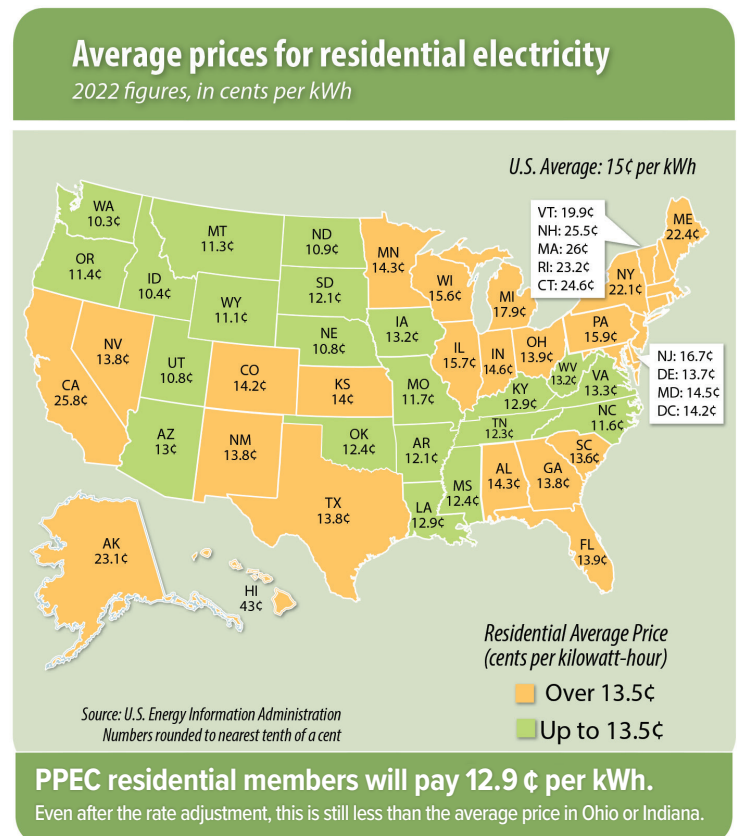 Average prices for residential electricity
2022 figures, in cents per kWh
U.S. Average: 15¢ per kWh
VT: 19.9¢
NH: 25.5¢
MA: 26¢
RI: 23.2¢
CT: 24.6¢
ME
22.4¢
WA
10.3¢
MT
11.3¢
ND
10.9¢
MN
14.3¢
OR
11.4¢
ID
10.4¢
SD
12.1¢
WI
15.6¢
MI
17.9¢
NY
22.1¢
WY
11.1¢
IA
13.2¢
NE
10.8¢
PA
15.9¢
NV
13.8¢
UT
10.8¢
CO
14.2¢
IL
15.7¢
IN
14.6¢
OH
13.9¢
NJ: 16.7¢
DE: 13.7¢
MD: 14.5¢
DC: 14.2¢
CA
25.8¢
KS
14¢
MO
11.7¢
KY
12.9¢
WV
13.2¢
VA
13.3¢
NC
11.6¢
AZ
13¢
NM
13.8¢
OK
12.4¢
AR
12.1¢
TN
12.3¢
SC
13.6¢
MS
12.4¢
AL
14.3¢
GA
13.8¢
TX
13.8¢
LA
12.9¢
FL
13.9¢
AK
23.1¢
HI
43¢
Residential Average Price
(cents per kilowatt-hour)
Over 13.5¢
Up to 13.5¢
Source: U.S. Energy Information Administration
Numbers rounded to nearest tenth of a cent
PPEC residential members will pay 12.9 ¢ per kWh.
Even after the rate adjustment, this is still less than the average price in Ohio or Indiana.